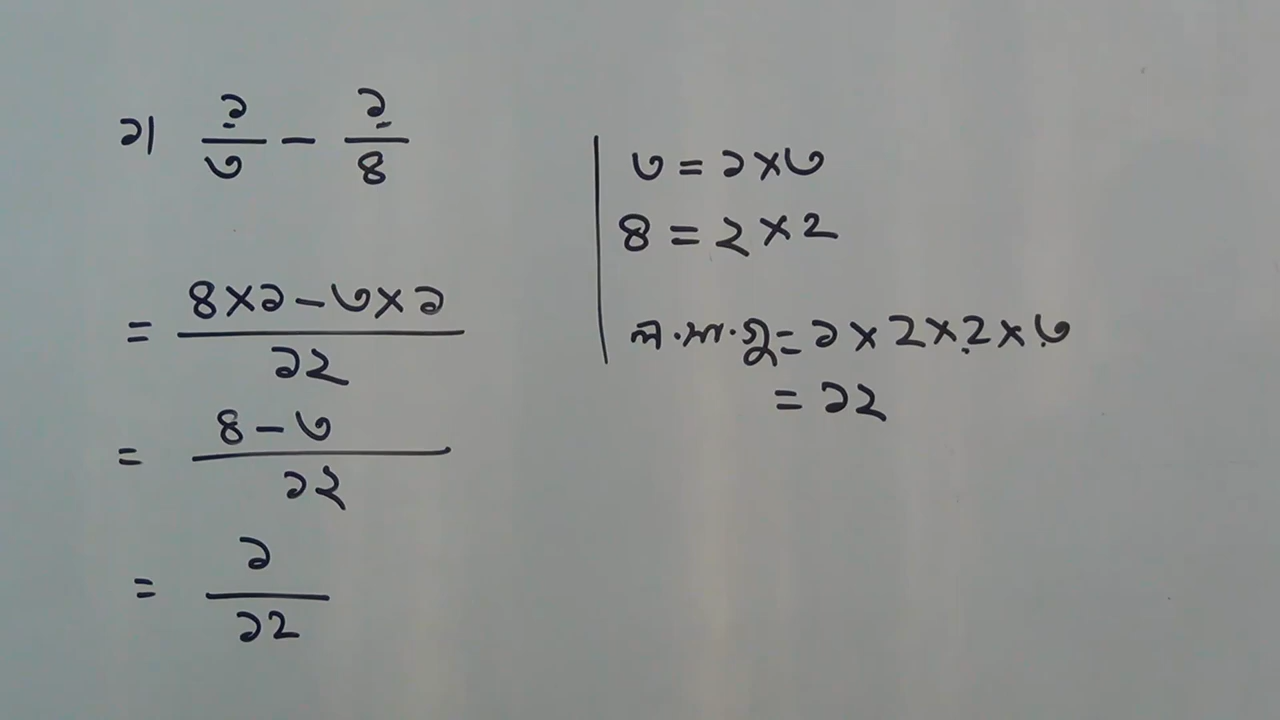 ১। ১/৩ - ১/৪
= (৪×১-৩×১)/১২
= (৪-৩)/১২
= ১/১২
৩ = ১×৩
৪ = ২×২
ল.সা.গু = ১×২×২×৩
= ১২